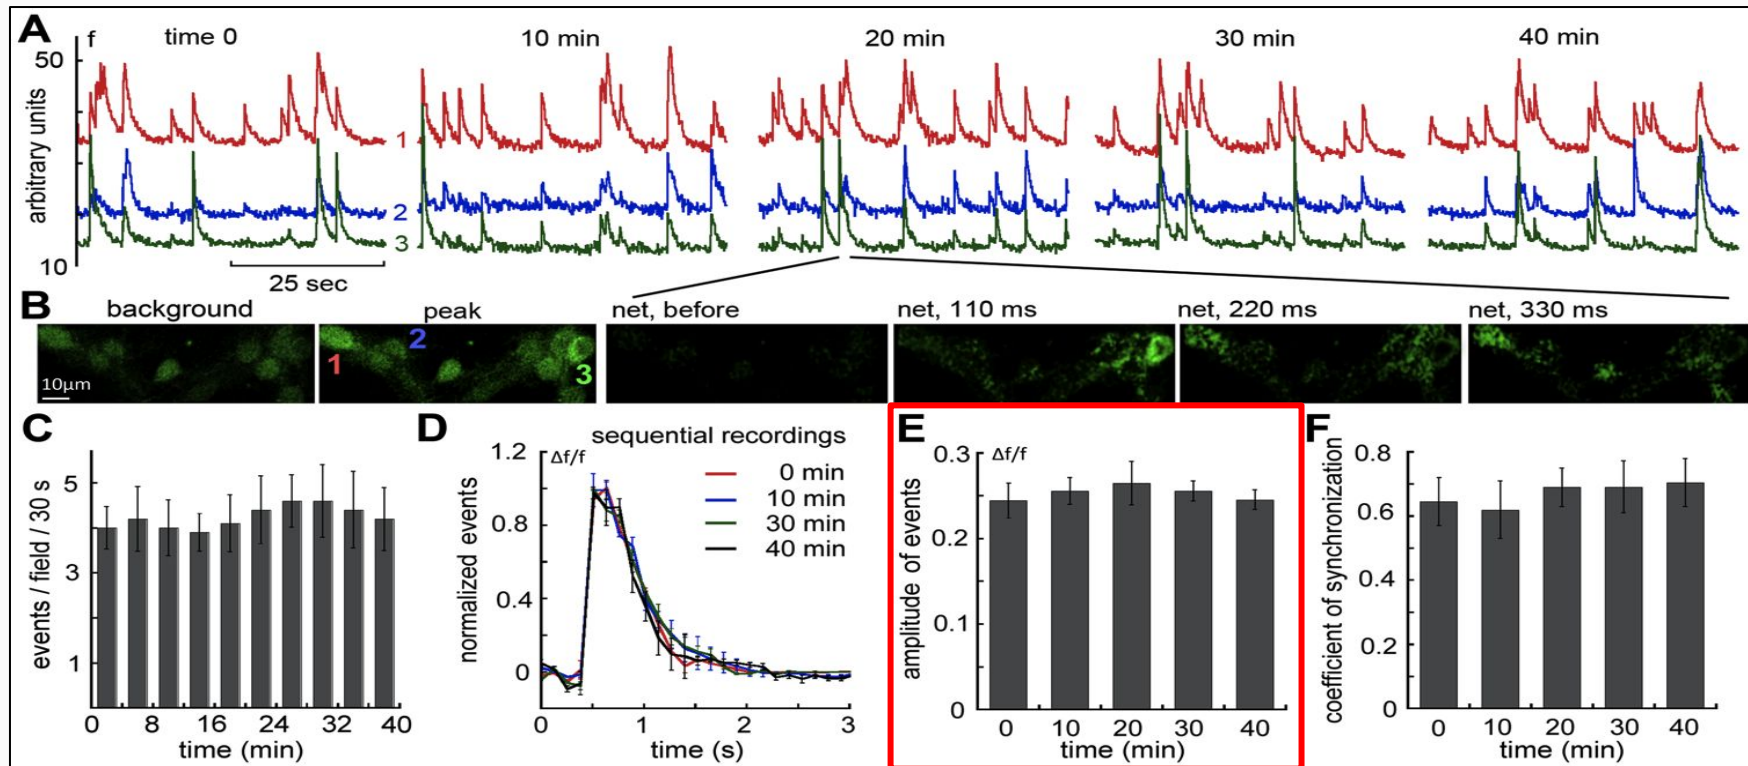 A
f
time 0
10 min
20 min
30 min
40 min
50
arbitrary units
10
1
2
3
25 sec
B
background
peak
net, before
net, 110 ms
net, 220 ms
net, 330 ms
10µm
1
2
3
C
events / field / 30 s
5
3
1
0 8 16 24 32 40
time (min)
D
sequential recordings
Δf/f
0 min
10 min
30 min
40 min
normalized events
1.2
0.8
0.4
0
0 1 2 3
time (s)
E
Δf/f
amplitude of events
0.3
0.2
0.1
0
0 10 20 30 40
time (min)
F
coefficient of synchronization
0.8
0.6
0.4
0.2
0.0
0 10 20 30 40
time (min)